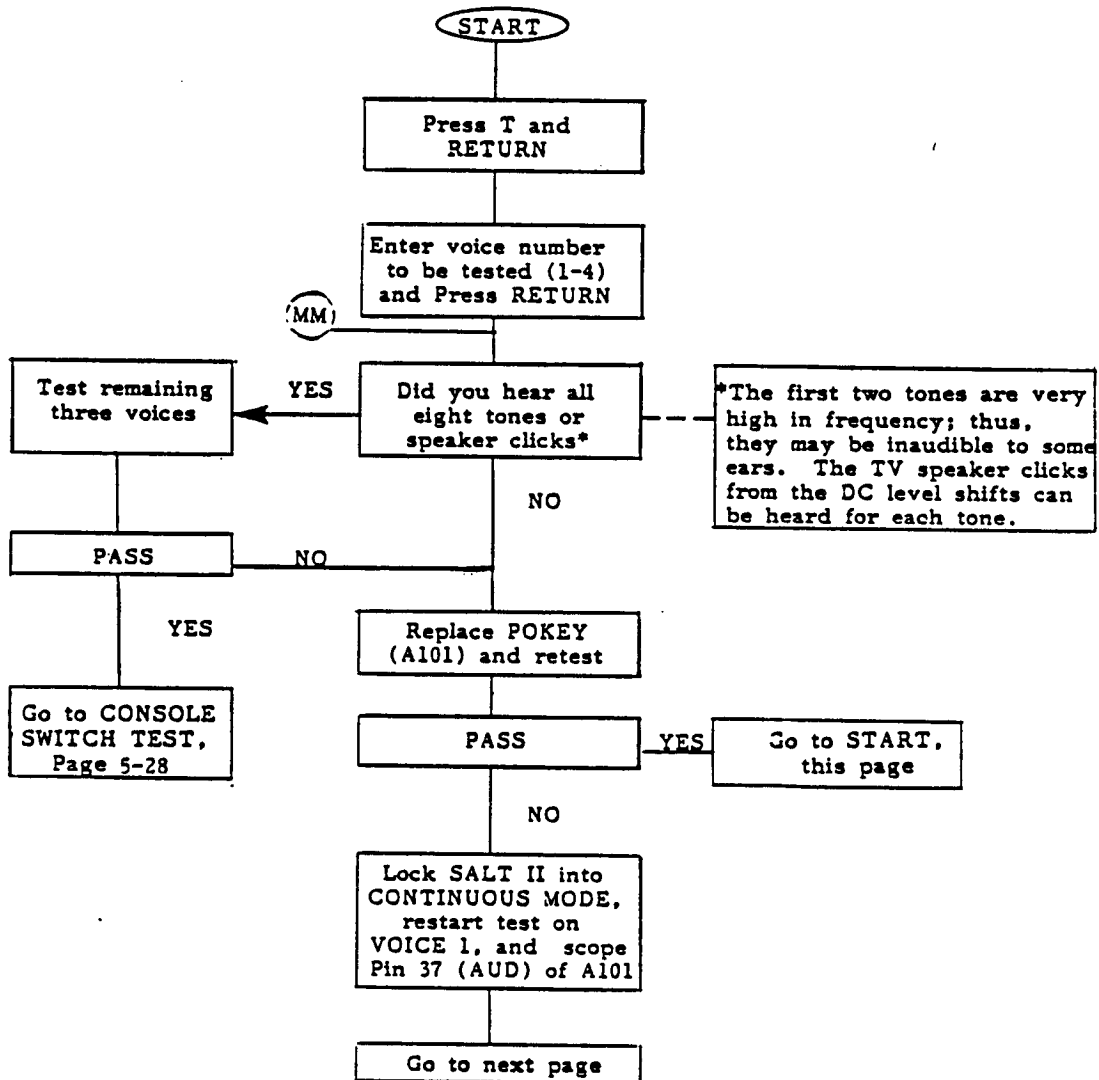 START
Press T and
RETURN
Enter voice number
to be tested (1-4)
and Press RETURN
MM
Test remaining
three voices
YES
Did you hear all
eight tones or
speaker clicks*
*The first two tones are very
high in frequency; thus,
they may be inaudible to some
ears. The TV speaker clicks
from the DC level shifts can
be heard for each tone.
NO
PASS
NO
YES
Replace POKEY
(A101) and retest
Go to CONSOLE
SWITCH TEST,
Page 5-28
PASS
YES
Go to START,
this page
NO
Lock SALT II into
CONTINUOUS MODE,
restart test on
VOICE 1, and scope
Pin 37 (AUD) of A101
Go to next page